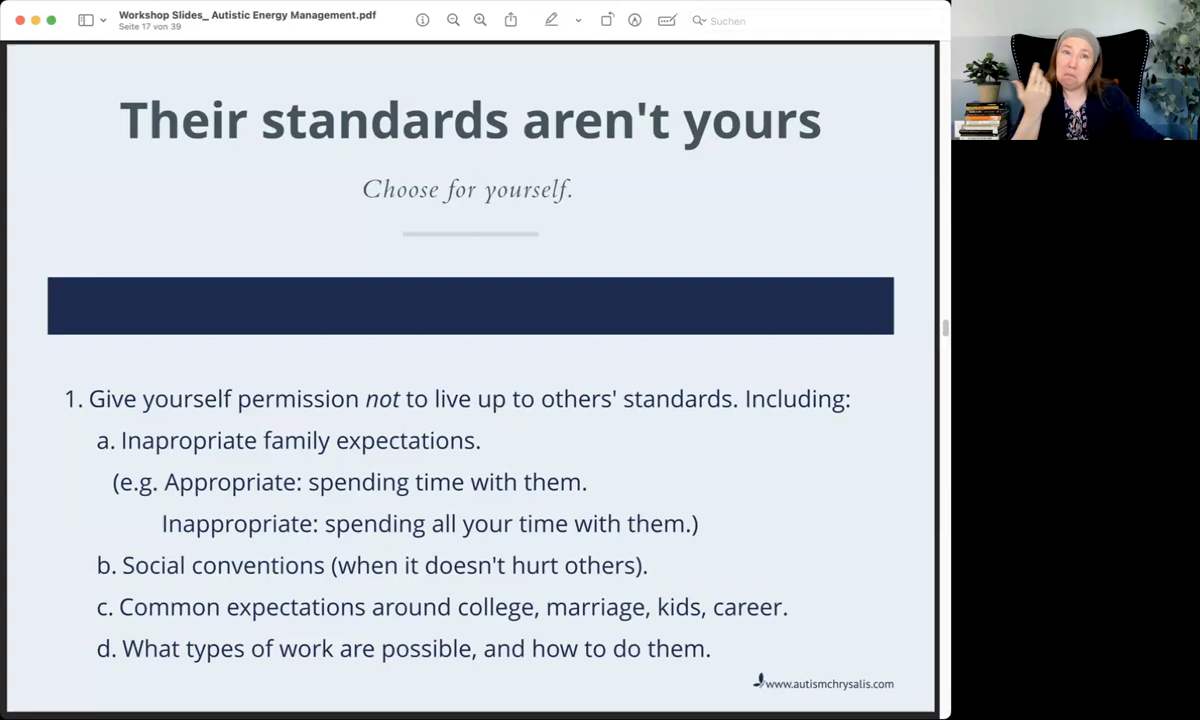 Workshop Slides_ Autistic Energy Management.pdf
Seite 17 von 39
Suchen
Their standards aren't yours
Choose for yourself.
1. Give yourself permission not to live up to others' standards. Including:
a. Inapropriate family expectations.
(e.g. Appropriate: spending time with them.
Inappropriate: spending all your time with them.)
b. Social conventions (when it doesn't hurt others).
c. Common expectations around college, marriage, kids, career.
d. What types of work are possible, and how to do them.
www.autismchrysalis.com